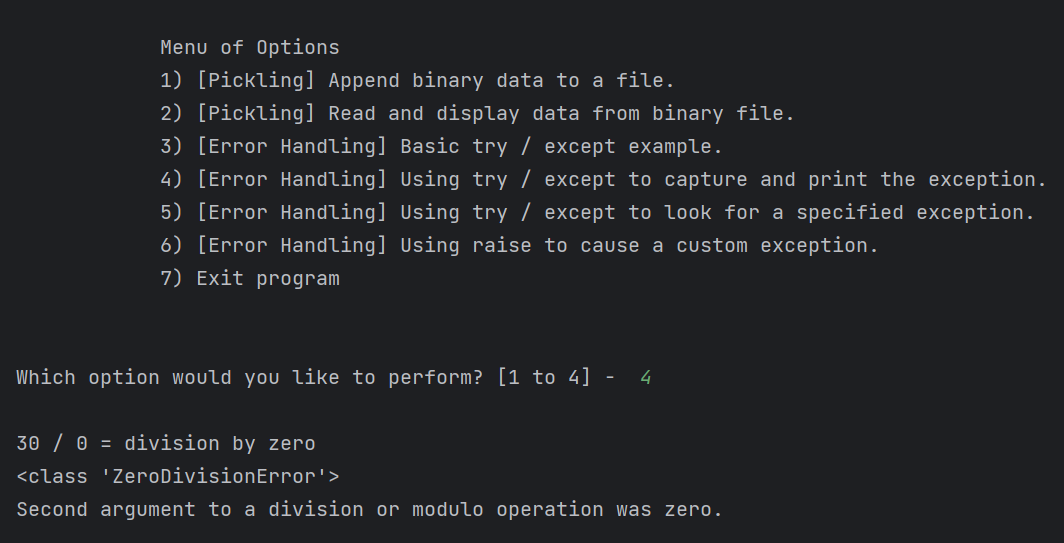 Menu of Options
1) [Pickling] Append binary data to a file.
2) [Pickling] Read and display data from binary file.
3) [Error Handling] Basic try / except example.
4) [Error Handling] Using try / except to capture and print the exception.
5) [Error Handling] Using try / except to look for a specified exception.
6) [Error Handling] Using raise to cause a custom exception.
7) Exit program
Which option would you like to perform? [1 to 4] - 4
30 / 0 = division by zero
<class 'ZeroDivisionError'>
Second argument to a division or modulo operation was zero.